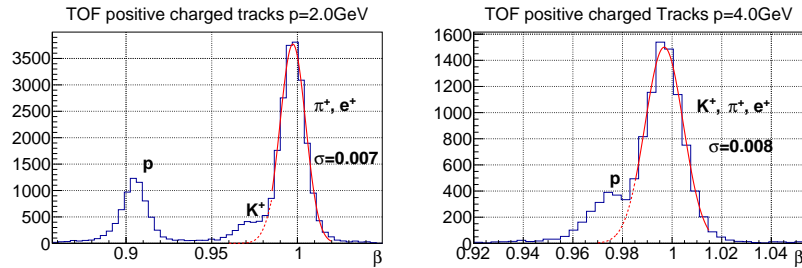 TOF positive charged tracks p=2.0GeV
3500
3000
2500
2000
1500
1000
500
0
p
K+
π+, e+
σ=0.007
0.9
0.95
1
β
TOF positive charged Tracks p=4.0GeV
1600
1400
1200
1000
800
600
400
200
0
p
K+, π+, e+
σ=0.008
0.92
0.94
0.96
0.98
1
1.02
1.04
β